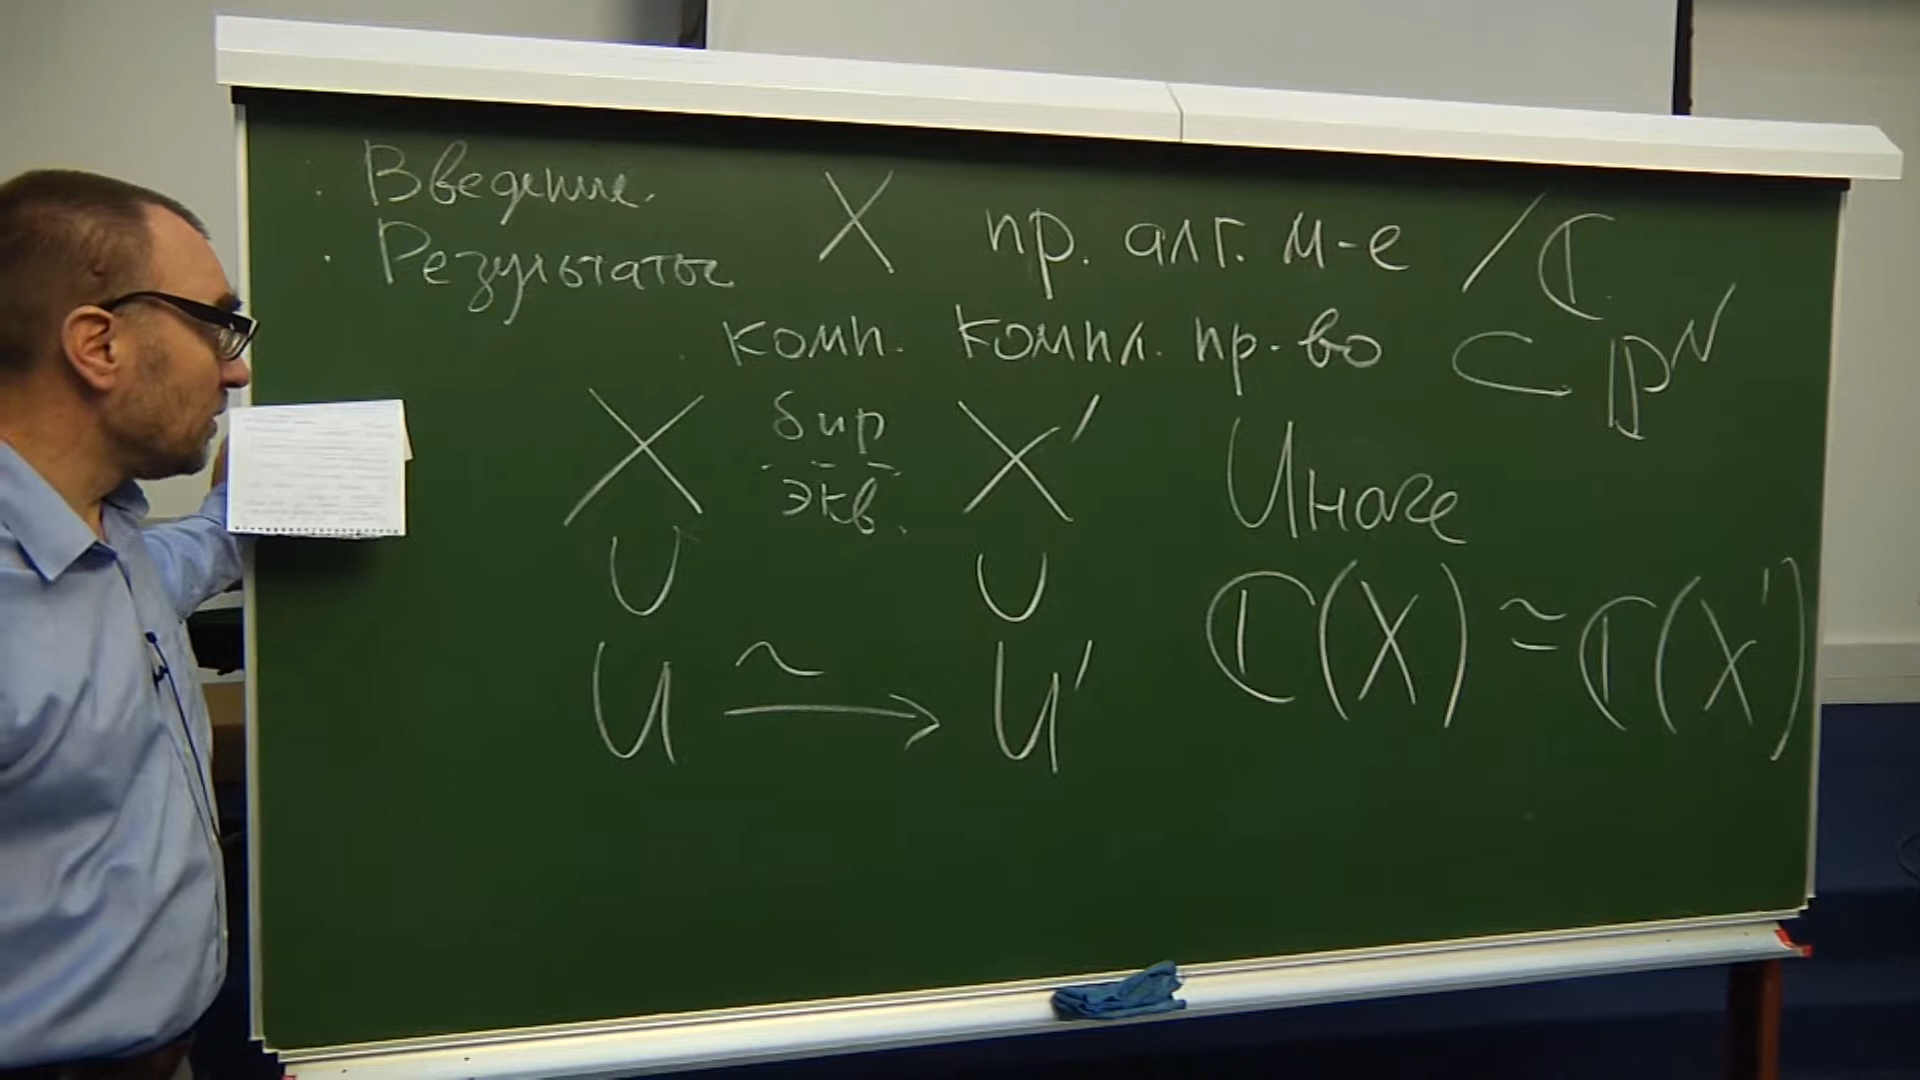 · Введение.
· Результаты
X пр. алг. м-е / ℂ
комп. компл. пр-во ⊂ ℙᴺ
X бир экв. X′
∪ ∪
U ⥲ U′
Иначе
ℂ(X) ≅ ℂ(X′)